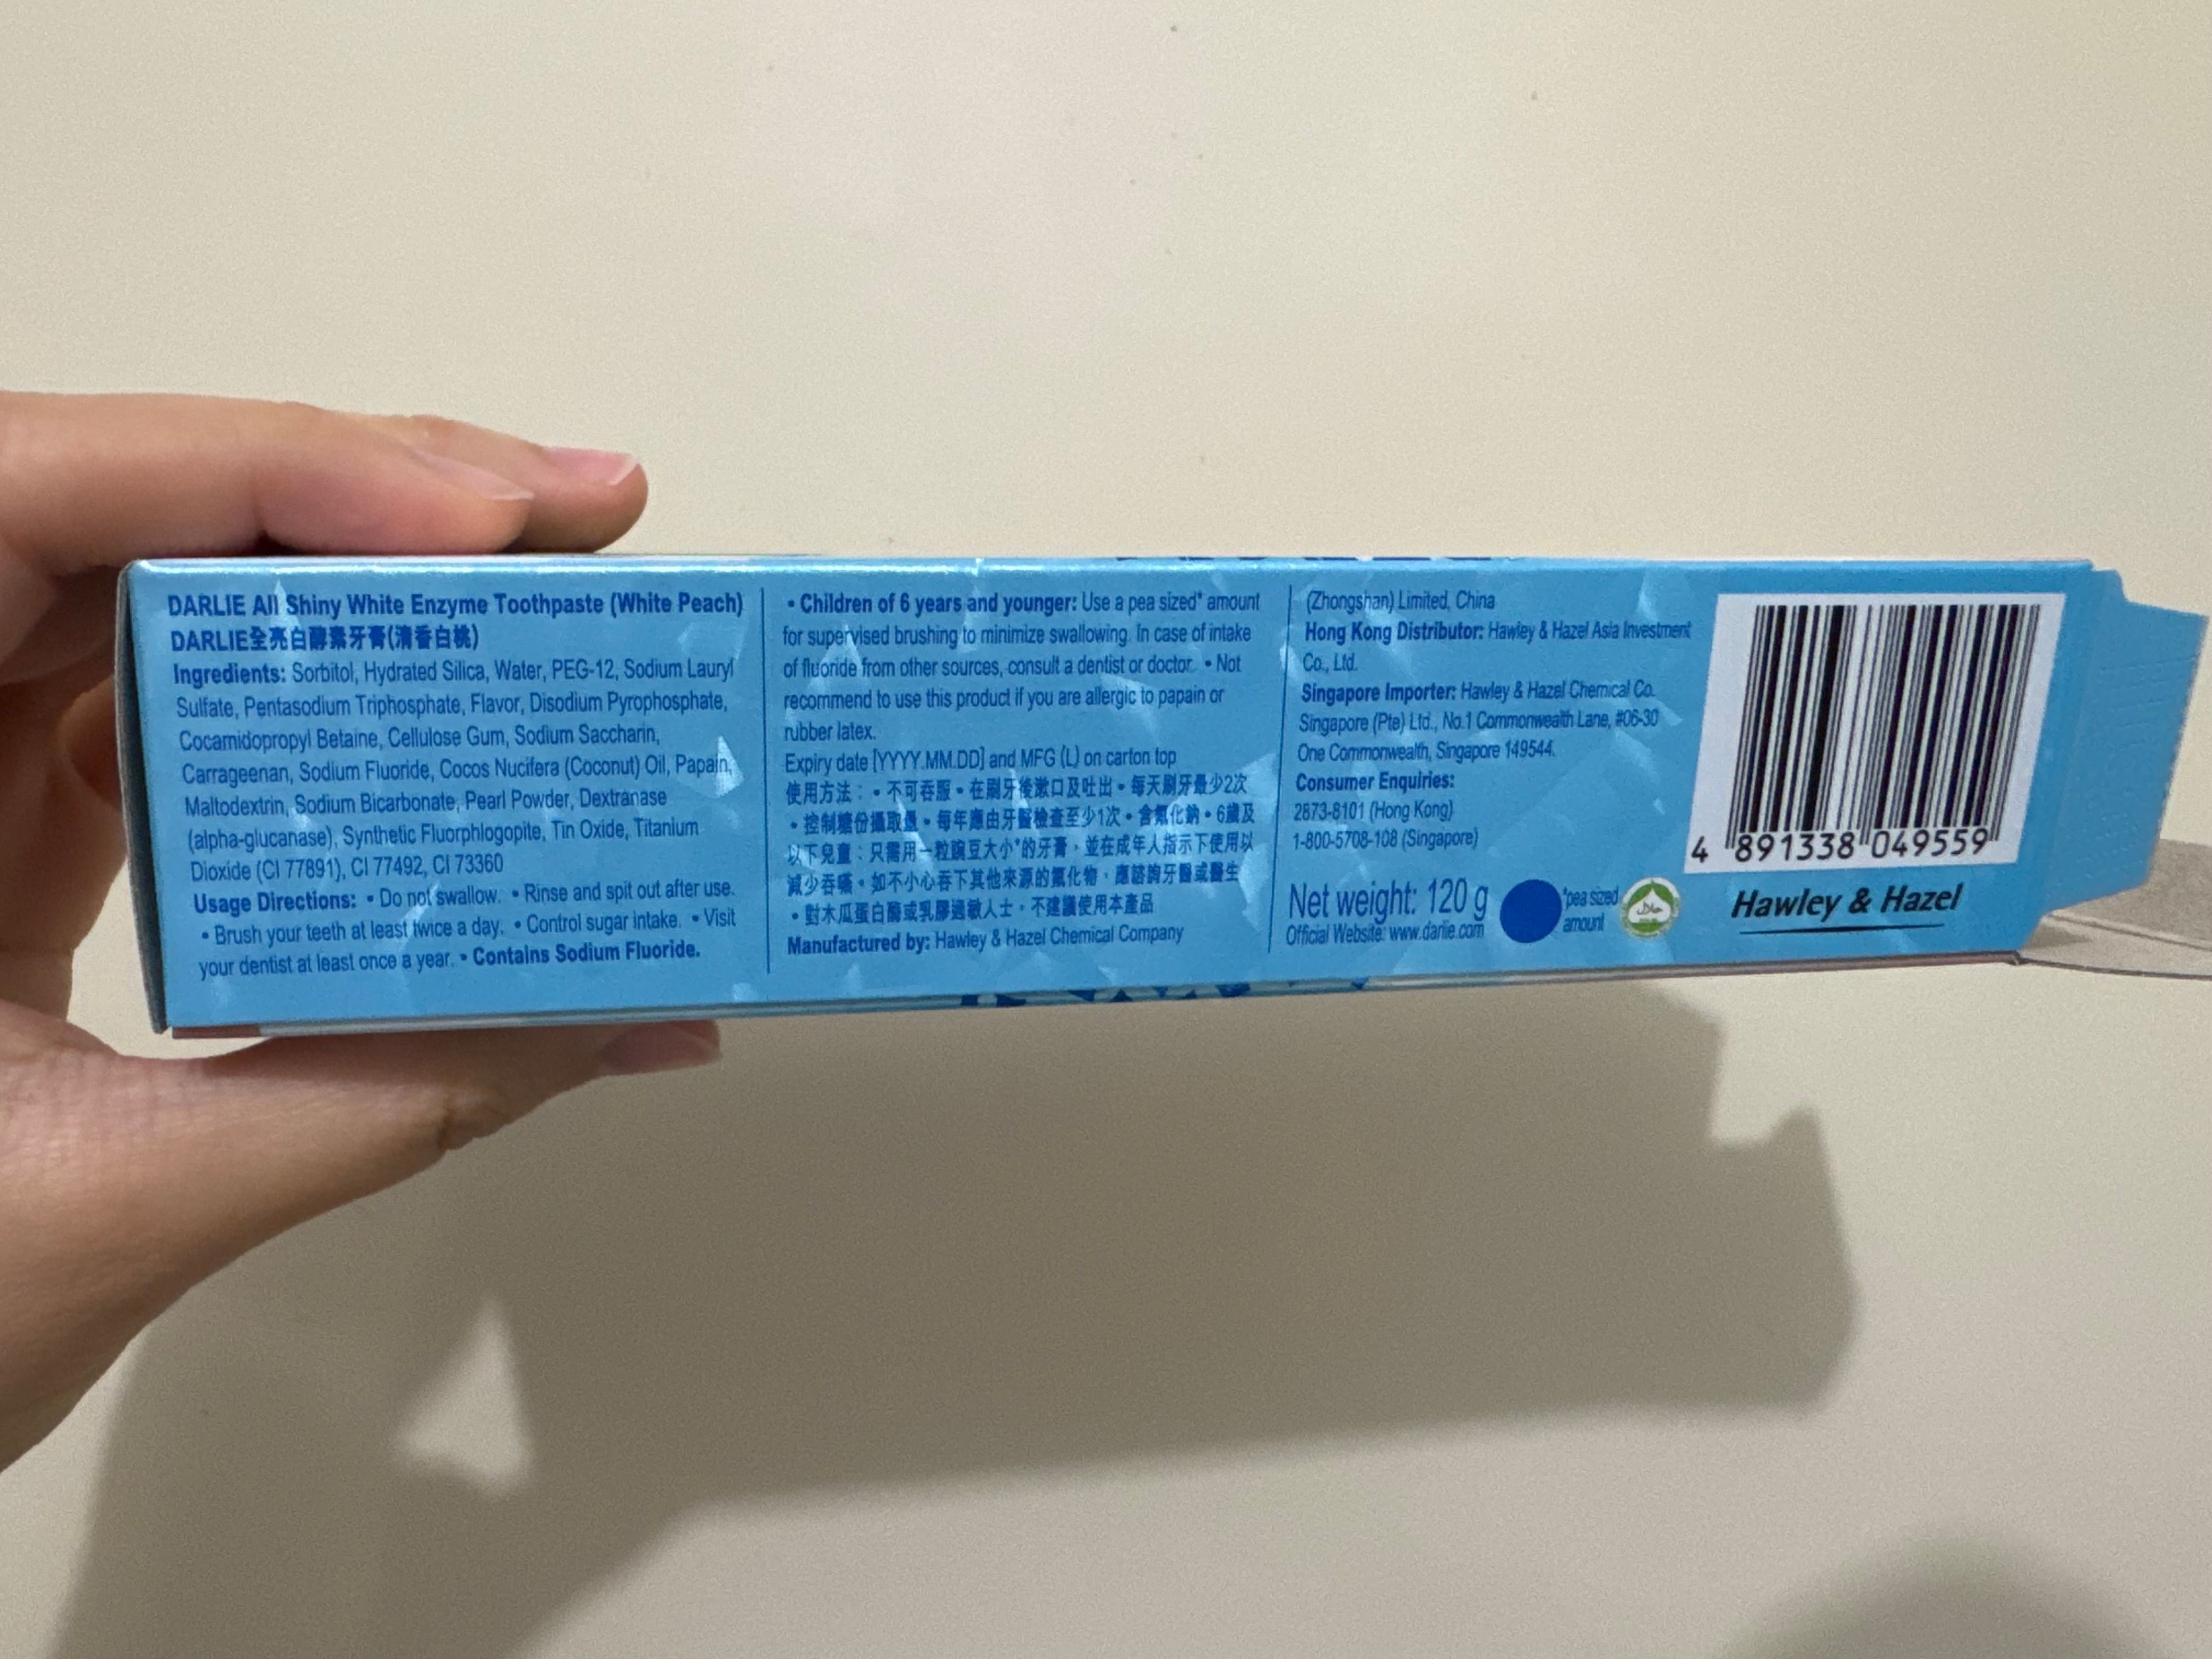 DARLIE All Shiny White Enzyme Toothpaste (White Peach)
DARLIE全亮白酵素牙膏(清香白桃)
Ingredients: Sorbitol, Hydrated Silica, Water, PEG-12, Sodium Lauryl
Sulfate, Pentasodium Triphosphate, Flavor, Disodium Pyrophosphate,
Cocamidopropyl Betaine, Cellulose Gum, Sodium Saccharin,
Carrageenan, Sodium Fluoride, Cocos Nucifera (Coconut) Oil, Papain,
Maltodextrin, Sodium Bicarbonate, Pearl Powder, Dextranase
(alpha-glucanase), Synthetic Fluorphlogopite, Tin Oxide, Titanium
Dioxide (CI 77891), CI 77492, CI 73360
Usage Directions: • Do not swallow. • Rinse and spit out after use.
• Brush your teeth at least twice a day. • Control sugar intake. • Visit
your dentist at least once a year. • Contains Sodium Fluoride.
• Children of 6 years and younger: Use a pea sized* amount
for supervised brushing to minimize swallowing. In case of intake
of fluoride from other sources, consult a dentist or doctor. • Not
recommend to use this product if you are allergic to papain or
rubber latex.
Expiry date [YYYY.MM.DD] and MFG (L) on carton top
使用方法：• 不可吞服 • 在刷牙後漱口及吐出 • 每天刷牙最少2次
• 控制糖份攝取量 • 每年應由牙醫檢查至少1次 • 含氟化鈉 • 6歲及
以下兒童：只需用一粒豌豆大小*的牙膏，並在成年人指示下使用以
減少吞嚥。如不小心吞下其他來源的氟化物，應諮詢牙醫或醫生
• 對木瓜蛋白酶或乳膠過敏人士，不建議使用本產品
Manufactured by: Hawley & Hazel Chemical Company
(Zhongshan) Limited, China
Hong Kong Distributor: Hawley & Hazel Asia Investment
Co., Ltd.
Singapore Importer: Hawley & Hazel Chemical Co.
Singapore (Pte) Ltd., No.1 Commonwealth Lane, #06-30
One Commonwealth, Singapore 149544.
Consumer Enquiries:
2873-8101 (Hong Kong)
1-800-5708-108 (Singapore)
Net weight: 120 g
Official Website: www.darlie.com
*pea sized
amount
حلال
4 891338 049559
Hawley & Hazel